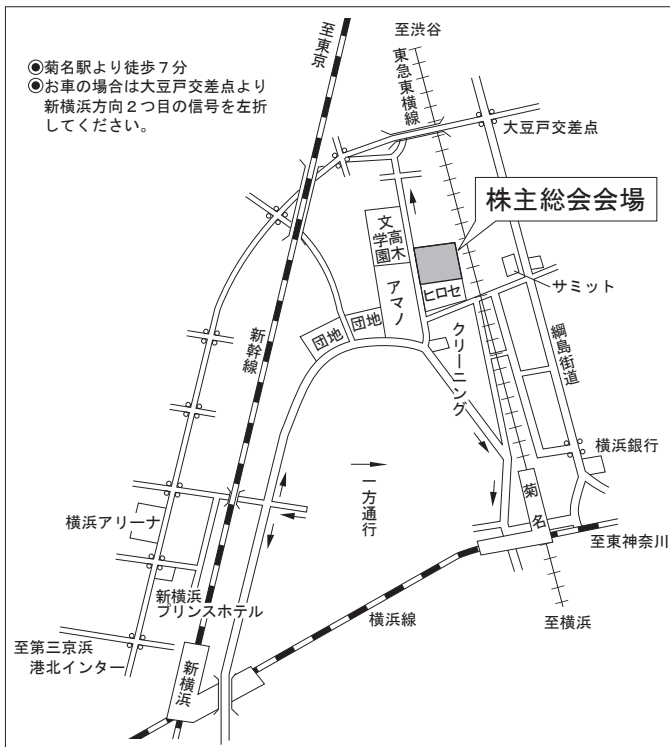 ◉菊名駅より徒歩7分
◉お車の場合は大豆戸交差点より
新横浜方向2つ目の信号を左折
してください。
至東京
至渋谷
東急東横線
大豆戸交差点
株主総会会場
高木
文学園
アマノ
ヒロセ
サミット
団地
団地
クリーニング
綱島街道
新幹線
横浜銀行
一方通行
菊名
横浜アリーナ
至東神奈川
新横浜
プリンスホテル
横浜線
至横浜
至第三京浜
港北インター
新横浜